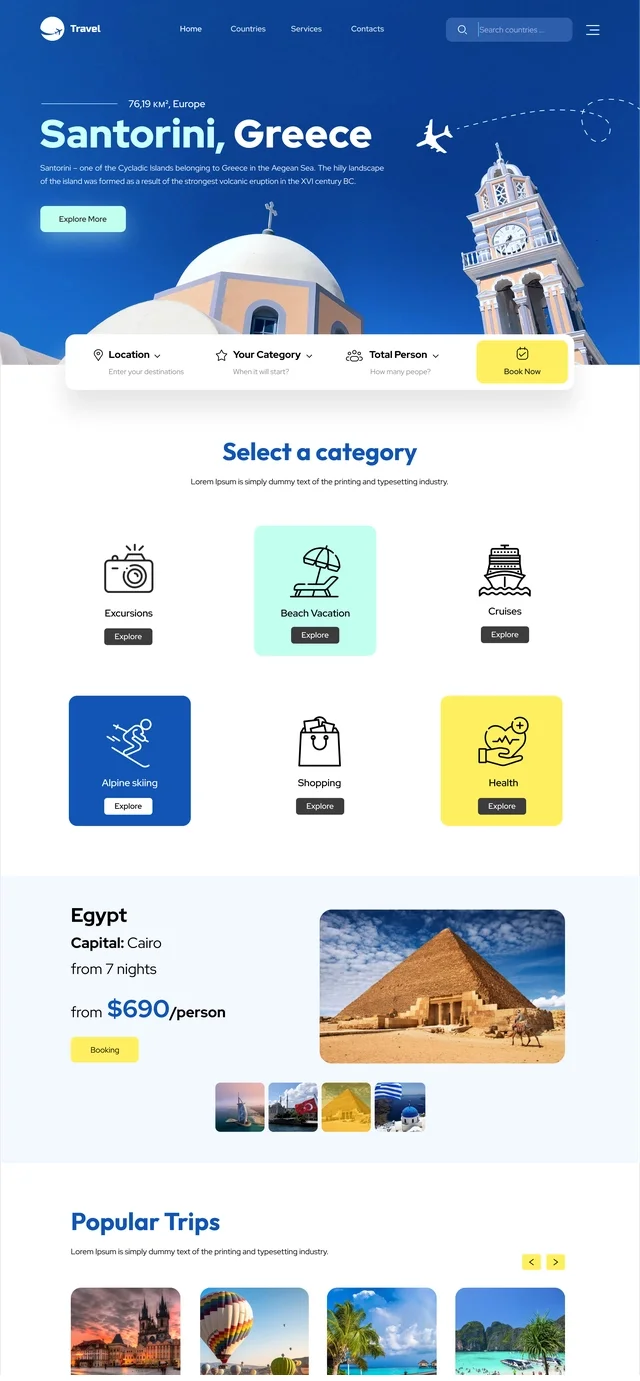 Travel
Home
Countries
Services
Contacts
Search countries ...
76,19 км², Europe
Santorini, Greece
Santorini – one of the Cycladic Islands belonging to Greece in the Aegean Sea. The hilly landscape
of the island was formed as a result of the strongest volcanic eruption in the XVI century BC.
Explore More
Location
Your Category
Total Person
Enter your destinations
When it will start?
How many peope?
Book Now
Select a category
Lorem Ipsum is simply dummy text of the printing and typesetting industry.
Excursions
Explore
Beach Vacation
Explore
Cruises
Explore
Alpine skiing
Explore
Shopping
Explore
Health
Explore
Egypt
Capital: Cairo
from 7 nights
from $690/person
Booking
Popular Trips
Lorem Ipsum is simply dummy text of the printing and typesetting industry.